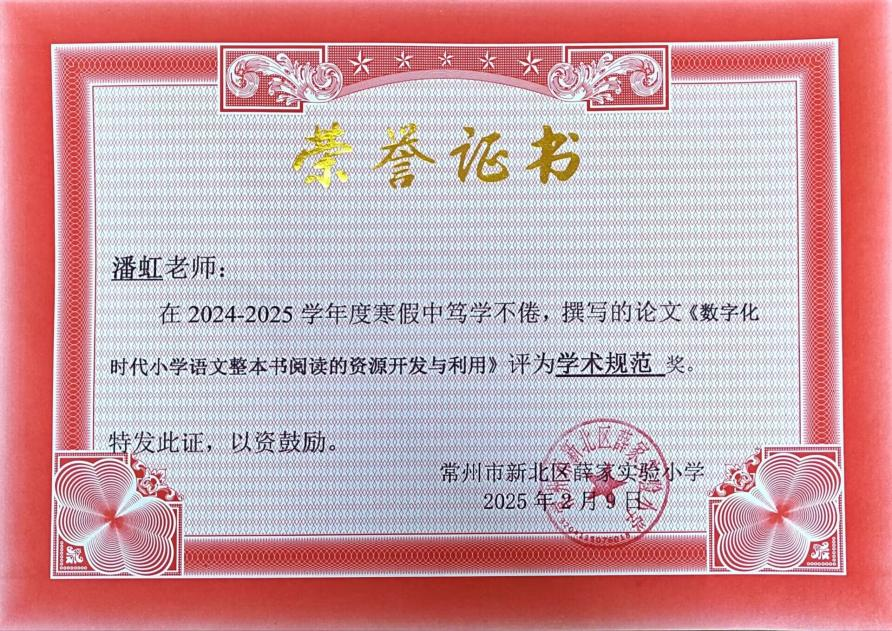 荣誉证书
潘虹老师：
在 2024-2025 学年度寒假中笃学不倦，撰写的论文《数字化
时代小学语文整本书阅读的资源开发与利用》评为学术规范 奖。
特发此证，以资鼓励。
常州市新北区薛家实验小学
2025 年 2 月 9 日